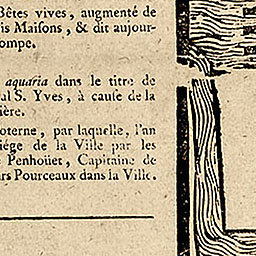 Bêtes vives, augmenté de
is Maiſons, & dit aujour-
ompe.
aquaria dans le titre de
al S. Yves, à cauſe de la
ière.
oterne, par laquelle, l'an
iége de la Ville par les
Penhoüet, Capitaine de
rs Pourceaux dans la Ville.